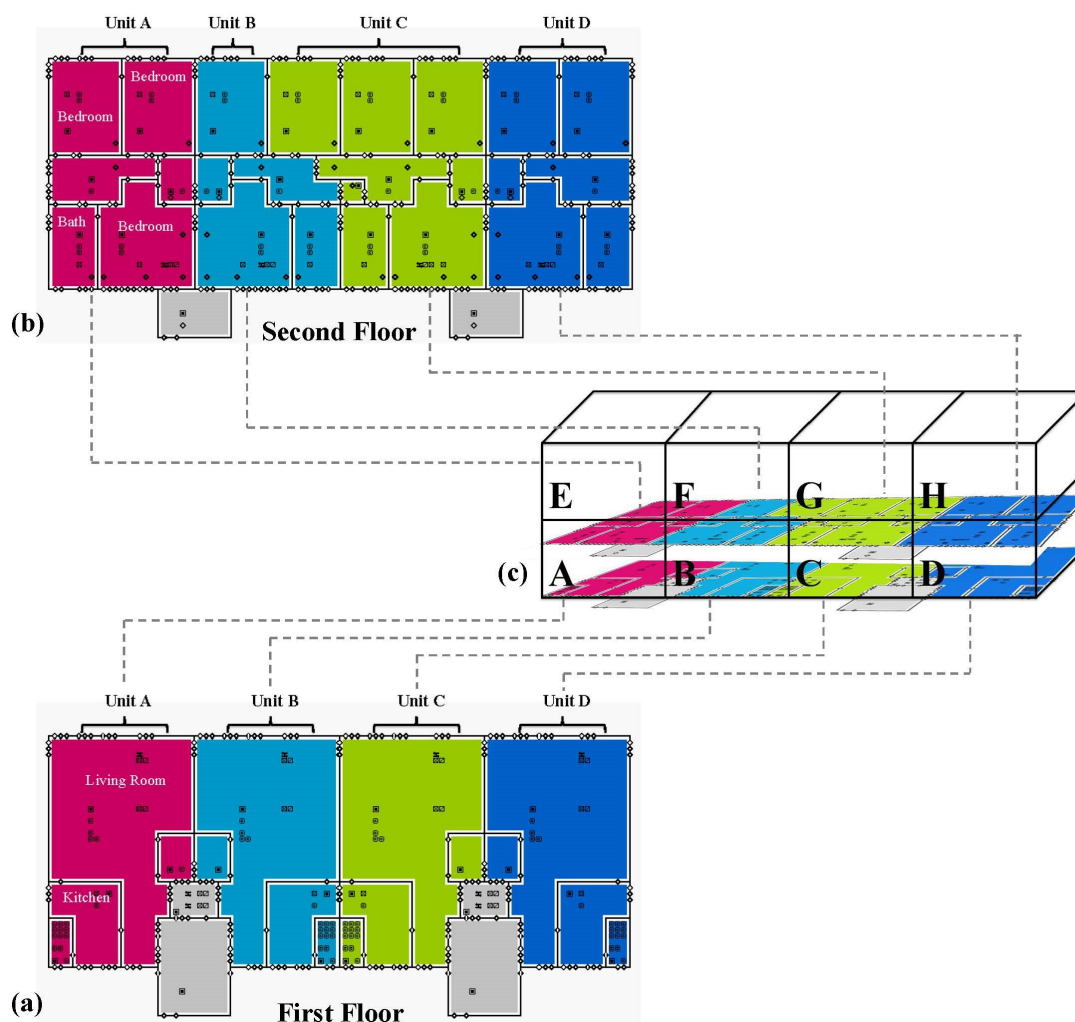 Unit A
Unit B
Unit C
Unit D
Bedroom
Bedroom
Bath
Bedroom
(b)
Second Floor
E
F
G
H
(c)
A
B
C
D
Unit A
Unit B
Unit C
Unit D
Living Room
Kitchen
(a)
First Floor